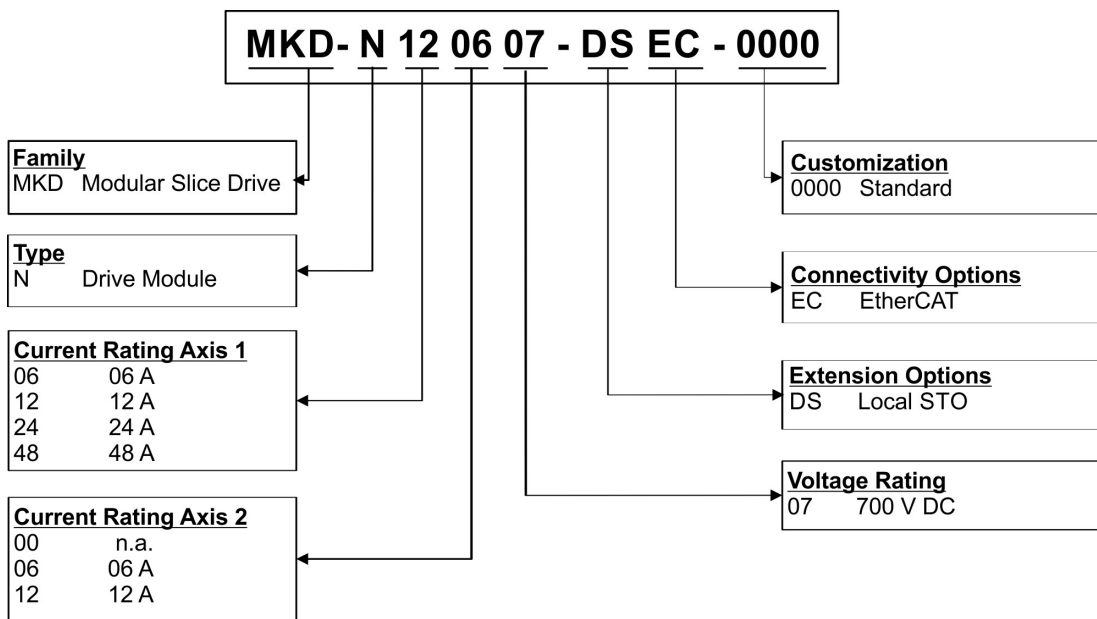 MKD- N 12 06 07 - DS EC - 0000
Family
MKD Modular Slice Drive
Type
N Drive Module
Current Rating Axis 1
06 06 A
12 12 A
24 24 A
48 48 A
Current Rating Axis 2
00 n.a.
06 06 A
12 12 A
Customization
0000 Standard
Connectivity Options
EC EtherCAT
Extension Options
DS Local STO
Voltage Rating
07 700 V DC